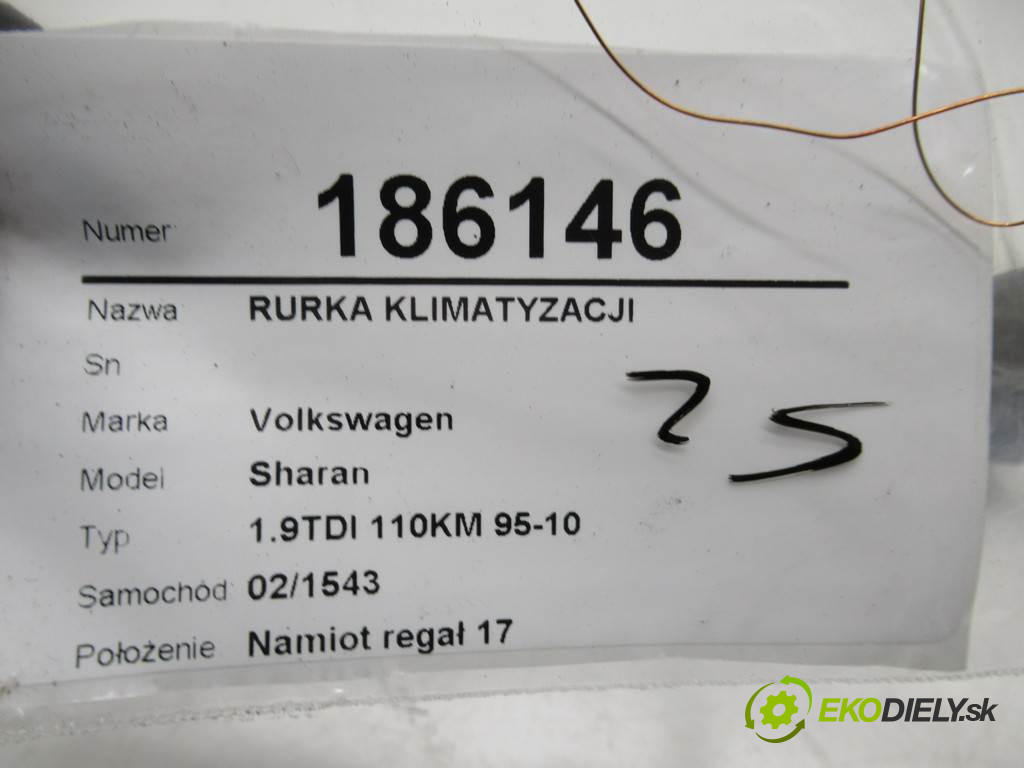 Numer 186146
Nazwa RURKA KLIMATYZACJI
Sn
25
Marka Volkswagen
Model Sharan
Typ 1.9TDI 110KM 95-10
Samochód 02/1543
Położenie Namiot regał 17
EKODIELY.sk